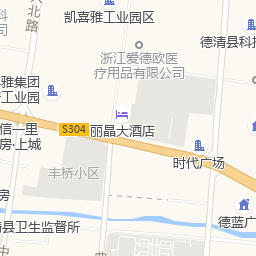 凯喜雅工业园区
北路
浙江爱德欧医
疗用品有限公司
德清县科
雅集团
工业园
信一里
·上城
S304
丽晶大酒店
时代广场
丰桥小区
房
德蓝广
清县卫生监督所